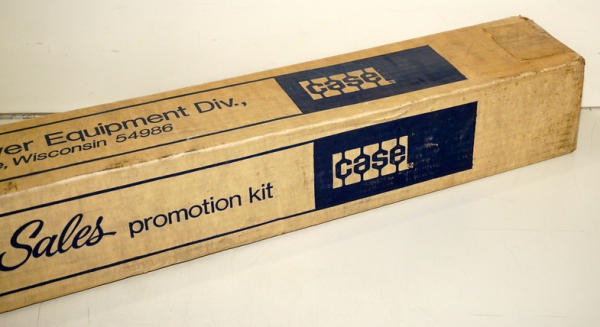 case
wer Equipment Div.,
e, Wisconsin 54986
case
Sales promotion kit